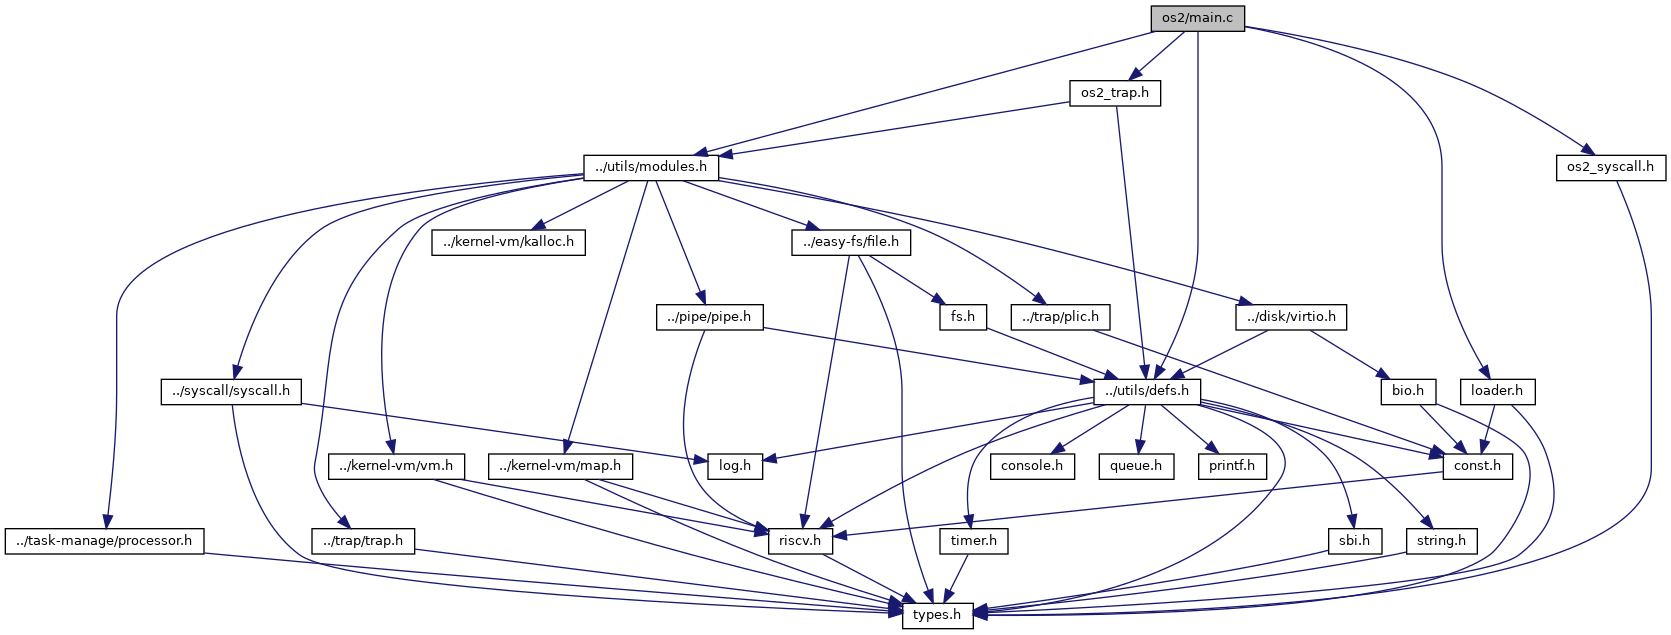 os2/main.c
os2_trap.h
../utils/modules.h
os2_syscall.h
../kernel-vm/kalloc.h
../easy-fs/file.h
../pipe/pipe.h
fs.h
../trap/plic.h
../disk/virtio.h
../syscall/syscall.h
../utils/defs.h
bio.h
loader.h
../kernel-vm/vm.h
../kernel-vm/map.h
log.h
console.h
queue.h
printf.h
const.h
../task-manage/processor.h
../trap/trap.h
riscv.h
timer.h
sbi.h
string.h
types.h